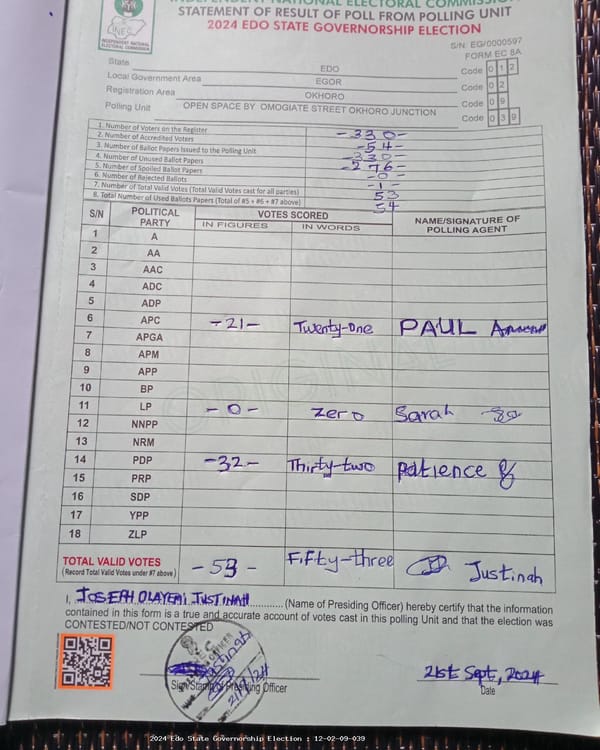 INDEPENDENT NATIONAL ELECTORAL COMMISSION
STATEMENT OF RESULT OF POLL FROM POLLING UNIT
2024 EDO STATE GOVERNORSHIP ELECTION
INEC
INDEPENDENT NATIONAL ELECTORAL COMMISSION
S/N: EG/0000597
FORM EC 8A
State EDO Code 0 1 2
Local Government Area EGOR Code 0 2
Registration Area OKHORO Code 0 9
Polling Unit OPEN SPACE BY OMOGIATE STREET OKHORO JUNCTION Code 0 3 9
1. Number of Voters on the Register -330-
2. Number of Accredited Voters -54-
3. Number of Ballot Papers Issued to the Polling Unit -330-
4. Number of Unused Ballot Papers -276-
5. Number of Spoiled Ballot Papers -0-
6. Number of Rejected Ballots -1-
7. Number of Total Valid Votes (Total Valid Votes cast for all parties) 53
8. Total Number of Used Ballots Papers (Total of #5 + #6 + #7 above) 54
S/N POLITICAL PARTY VOTES SCORED NAME/SIGNATURE OF POLLING AGENT
IN FIGURES IN WORDS
1 A
2 AA
3 AAC
4 ADC
5 ADP
6 APC -21- Twenty-One PAUL
7 APGA
8 APM
9 APP
10 BP
11 LP -0- Zero Sarah
12 NNPP
13 NRM
14 PDP -32- Thirty-two Patience
15 PRP
16 SDP
17 YPP
18 ZLP
ORIGINAL
TOTAL VALID VOTES -53- Fifty-three Justinah
(Record Total Valid Votes under #7 above)
I, JOSEPH OLAYEMI JUSTINAH (Name of Presiding Officer) hereby certify that the information
contained in this form is a true and accurate account of votes cast in this polling Unit and that the election was
CONTESTED/NOT CONTESTED
21st Sept, 2024
Sign/Stamp of Presiding Officer Date
2024 Edo State Governorship Election : 12-02-09-039